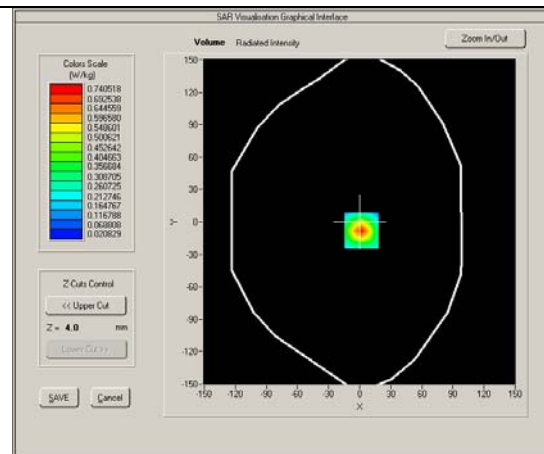 SAR Visualisation Graphical Interface
Volume Radiated Intensity
Zoom In/Out
Colors Scale
(W/kg)
0.740518
0.692538
0.644559
0.596580
0.548601
0.500621
0.452642
0.404663
0.356684
0.308705
0.260725
0.212746
0.164767
0.116788
0.068808
0.020829
Z Cuts Control
<< Upper Cut
Z = 4.0 mm
Lower Cut >>
SAVE
Cancel
150
120
90
60
30
0
-30
-60
-90
-120
-150
Y
-150 -120 -90 -60 -30 0 30 60 90 120 150
X